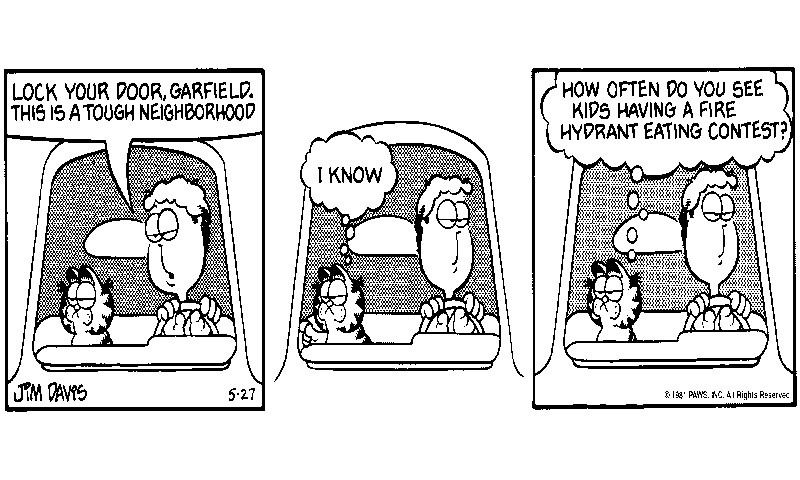 LOCK YOUR DOOR, GARFIELD.
THIS IS A TOUGH NEIGHBORHOOD
JIM DAVIS
5-27
I KNOW
HOW OFTEN DO YOU SEE
KIDS HAVING A FIRE
HYDRANT EATING CONTEST?
© 1981 PAWS, INC. All Rights Reserved